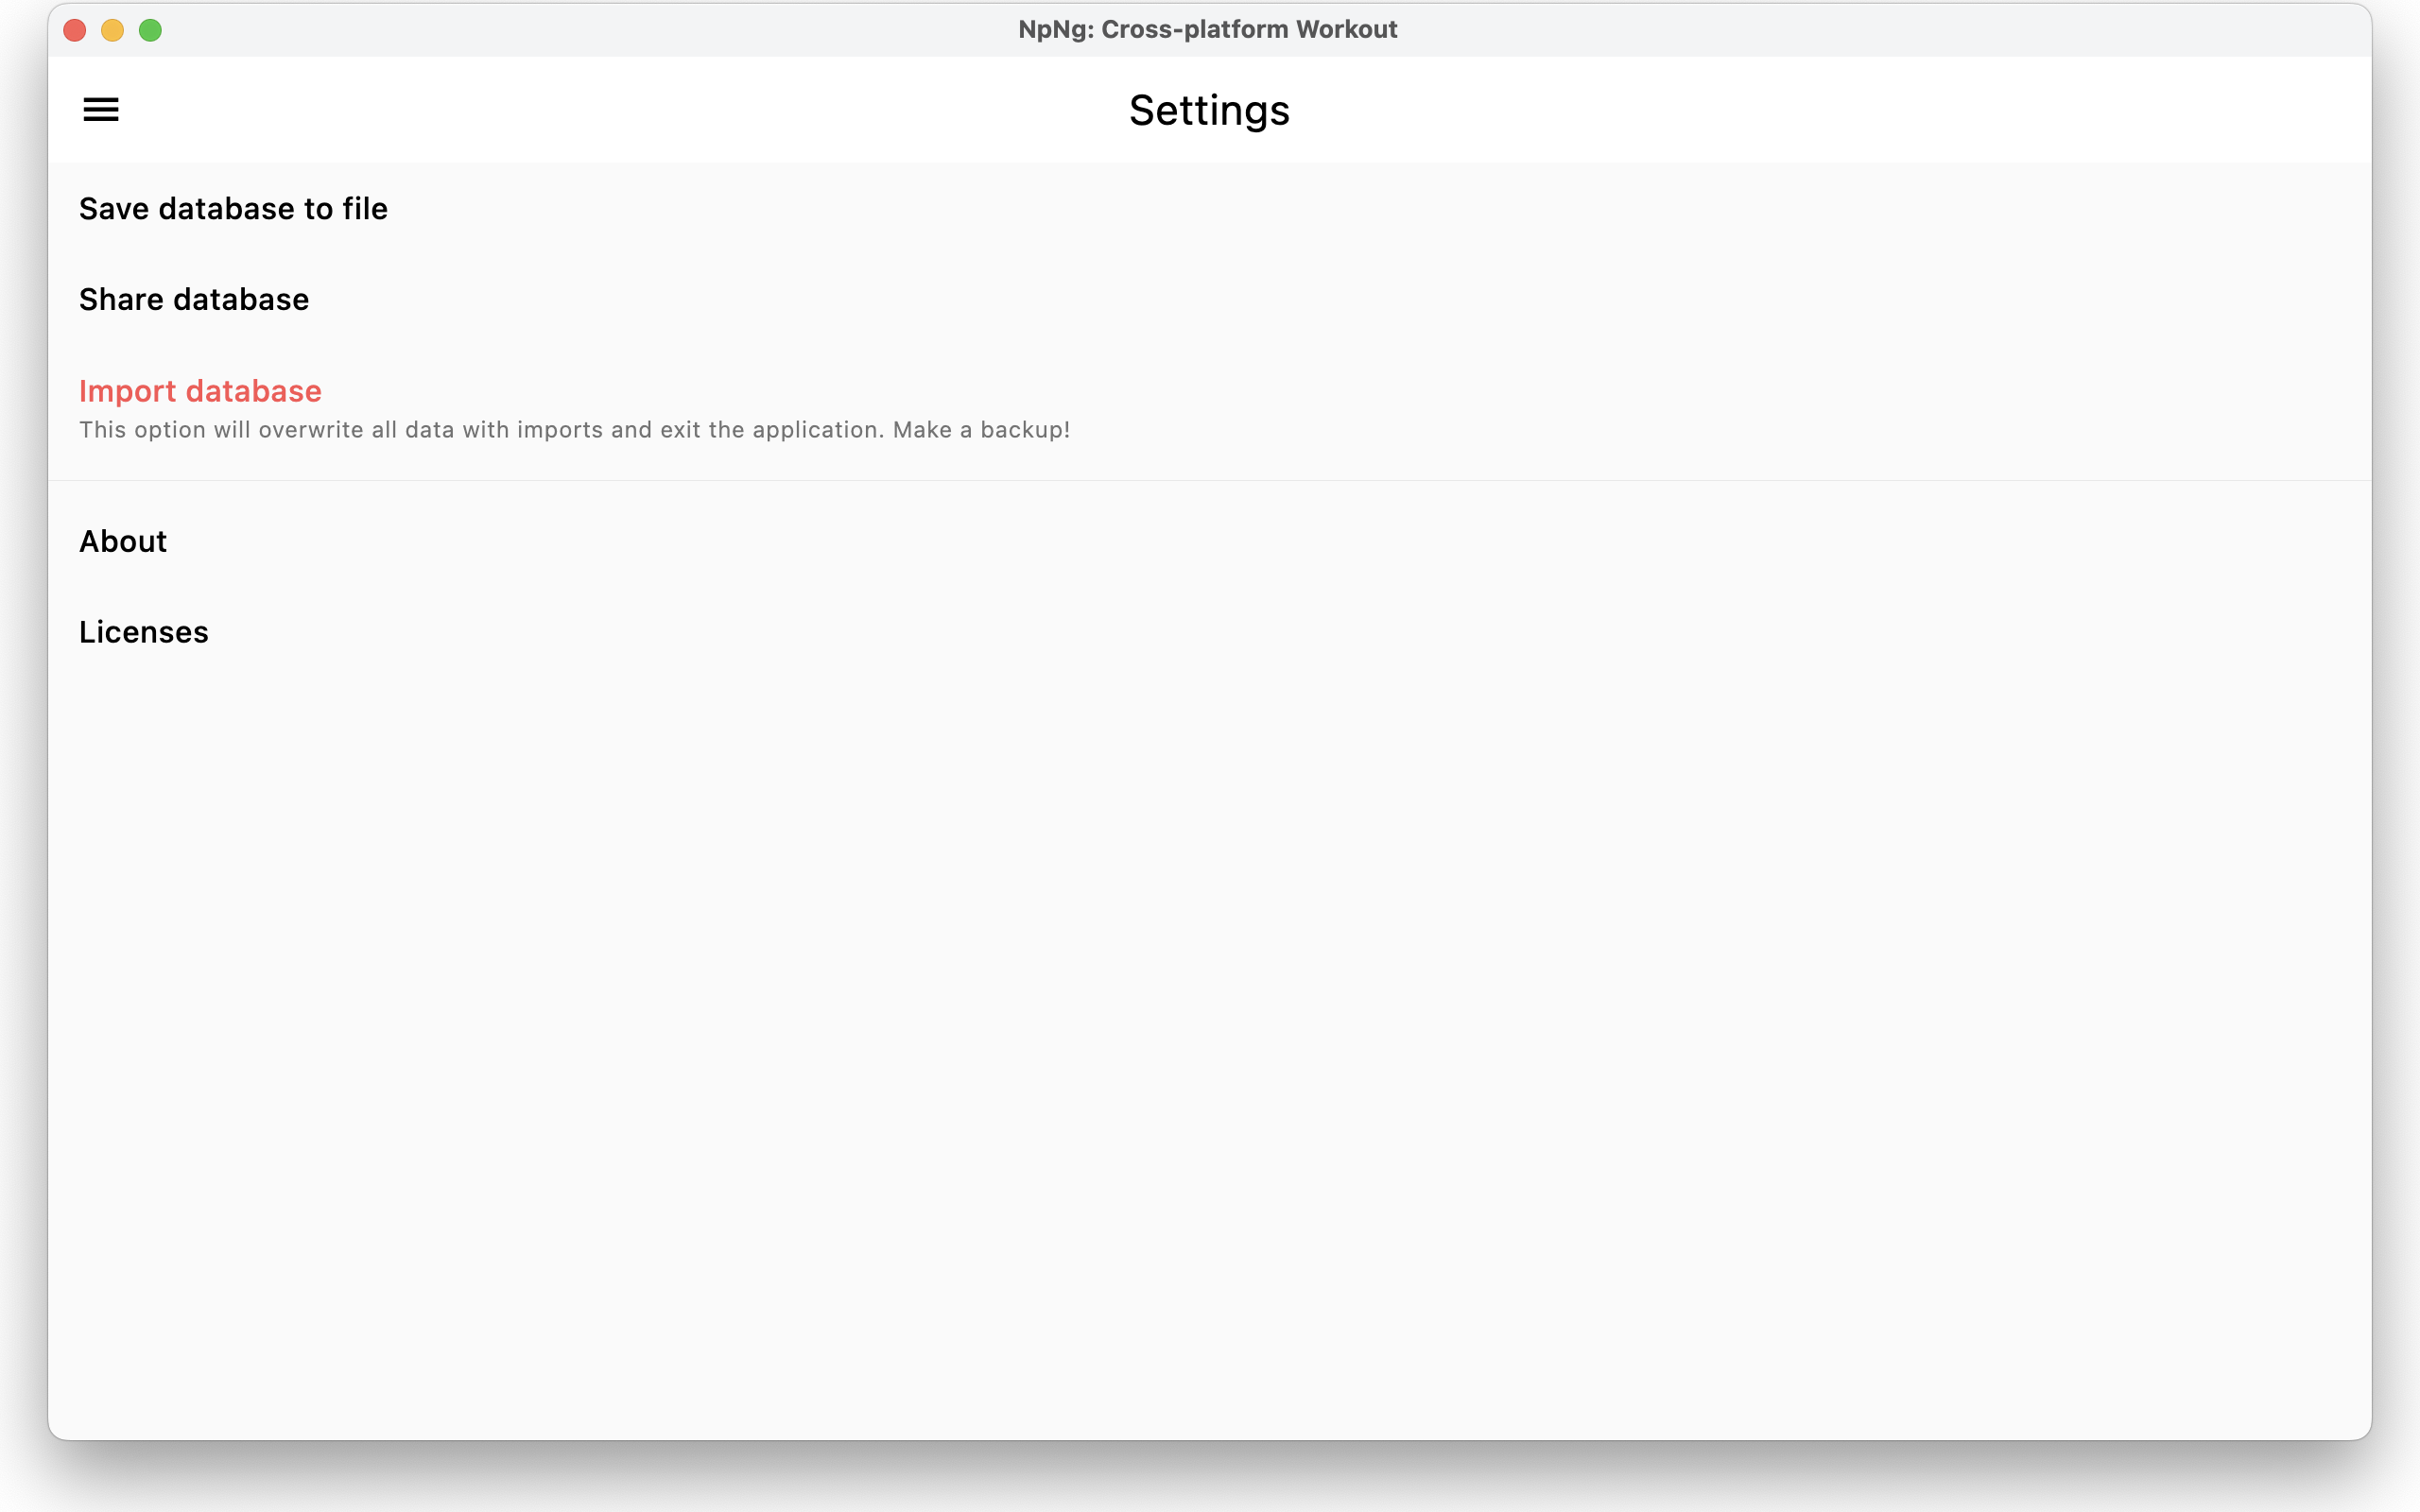 NpNg: Cross-platform Workout
Settings
Save database to file
Share database
Import database
This option will overwrite all data with imports and exit the application. Make a backup!
About
Licenses